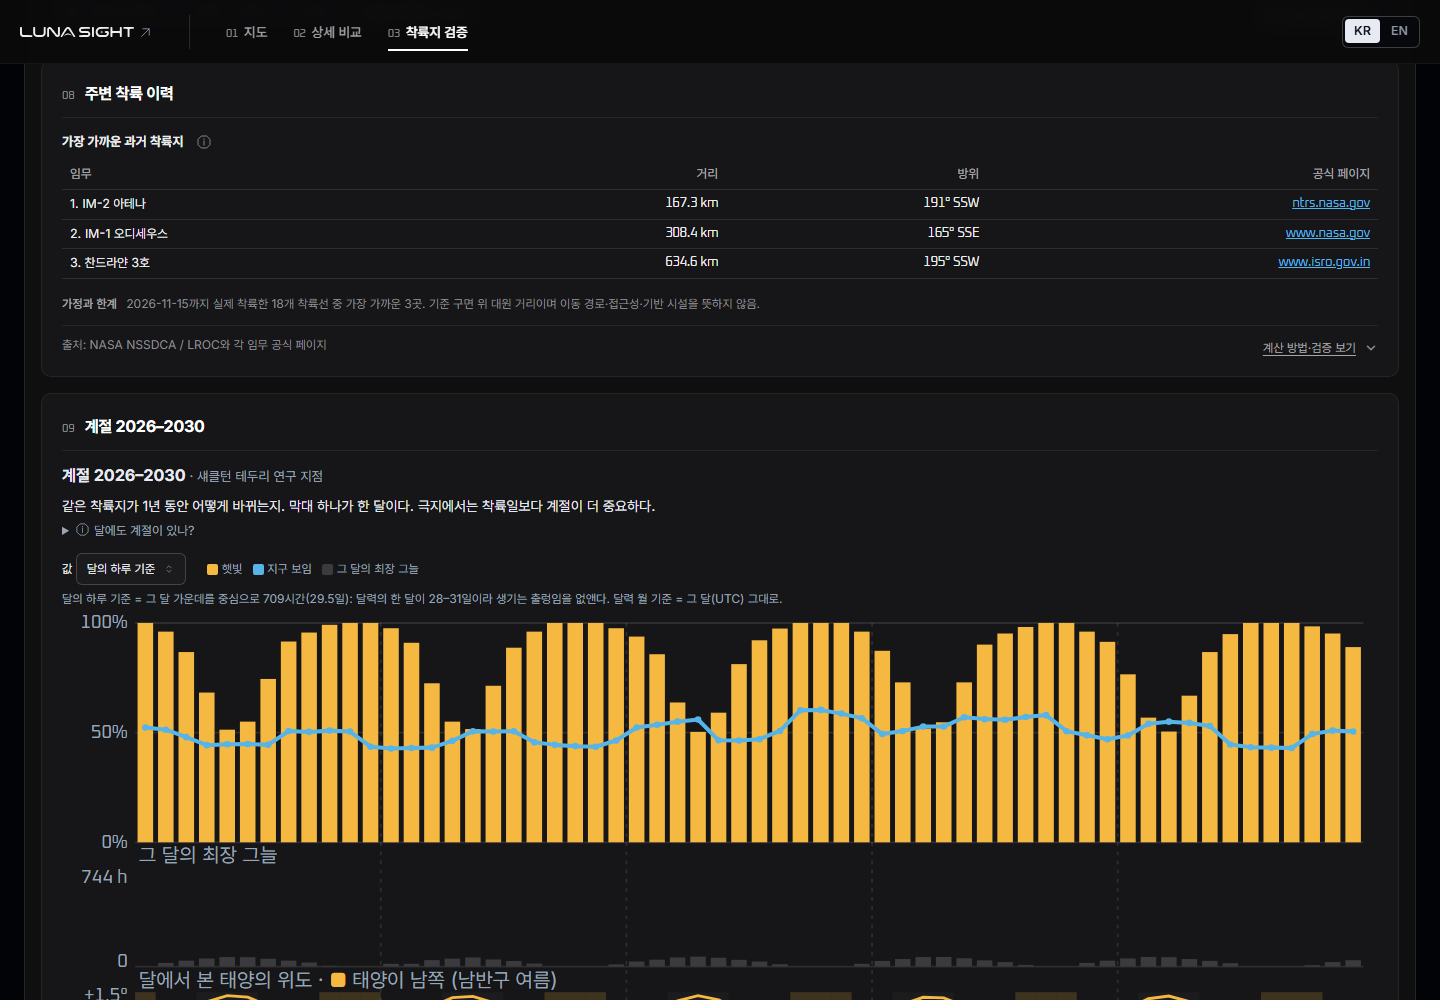 LUNA SIGHT
01 지도
02 상세 비교
03 착륙지 검증
KR EN
08 주변 착륙 이력
가장 가까운 과거 착륙지
임무 거리 방위 공식 페이지
1. IM-2 아테나 167.3 km 191° SSW ntrs.nasa.gov
2. IM-1 오디세우스 308.4 km 165° SSE www.nasa.gov
3. 찬드라얀 3호 634.6 km 195° SSW www.isro.gov.in
가정과 한계 2026-11-15까지 실제 착륙한 18개 착륙선 중 가장 가까운 3곳. 기준 구면 위 대원 거리이며 이동 경로·접근성·기반 시설을 뜻하지 않음.
출처: NASA NSSDCA / LROC와 각 임무 공식 페이지
계산 방법·검증 보기
09 계절 2026–2030
계절 2026–2030 · 섀클턴 테두리 연구 지점
같은 착륙지가 1년 동안 어떻게 바뀌는지. 막대 하나가 한 달이다. 극지에서는 착륙일보다 계절이 더 중요하다.
달에도 계절이 있나?
값 달의 하루 기준 햇빛 지구 보임 그 달의 최장 그늘
달의 하루 기준 = 그 달 가운데를 중심으로 709시간(29.5일): 달력의 한 달이 28–31일이라 생기는 출렁임을 없앤다. 달력 월 기준 = 그 달(UTC) 그대로.
100%
50%
0%
그 달의 최장 그늘
744 h
0
달에서 본 태양의 위도 · 태양이 남쪽 (남반구 여름)
+1.5°